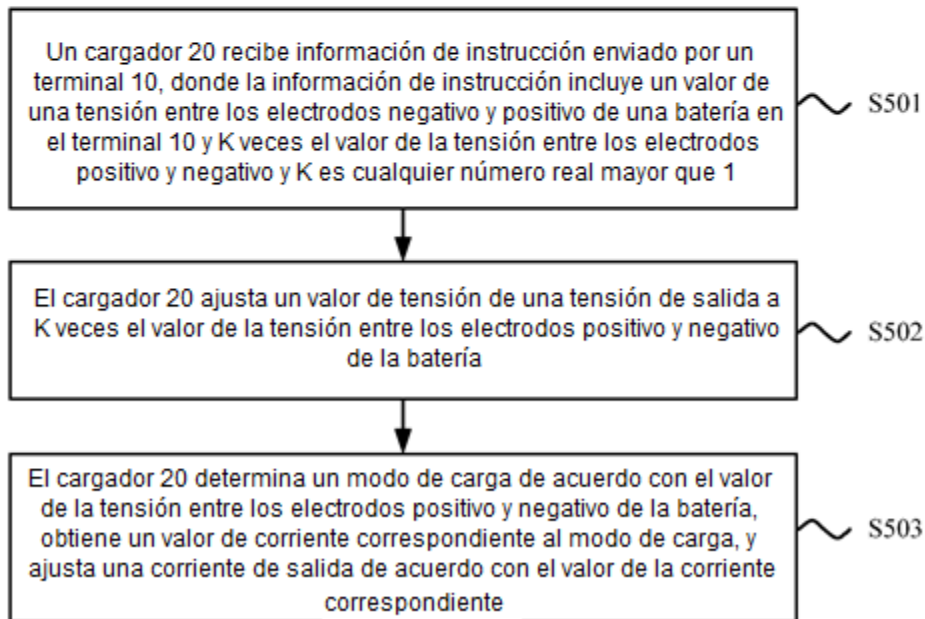 Un cargador 20 recibe información de instrucción enviado por un
terminal 10, donde la información de instrucción incluye un valor de
una tensión entre los electrodos negativo y positivo de una batería en
el terminal 10 y K veces el valor de la tensión entre los electrodos
positivo y negativo y K es cualquier número real mayor que 1
S501
El cargador 20 ajusta un valor de tensión de una tensión de salida a
K veces el valor de la tensión entre los electrodos positivo y negativo
de la batería
S502
El cargador 20 determina un modo de carga de acuerdo con el valor
de la tensión entre los electrodos positivo y negativo de la batería,
obtiene un valor de corriente correspondiente al modo de carga, y
ajusta una corriente de salida de acuerdo con el valor de la corriente
correspondiente
S503